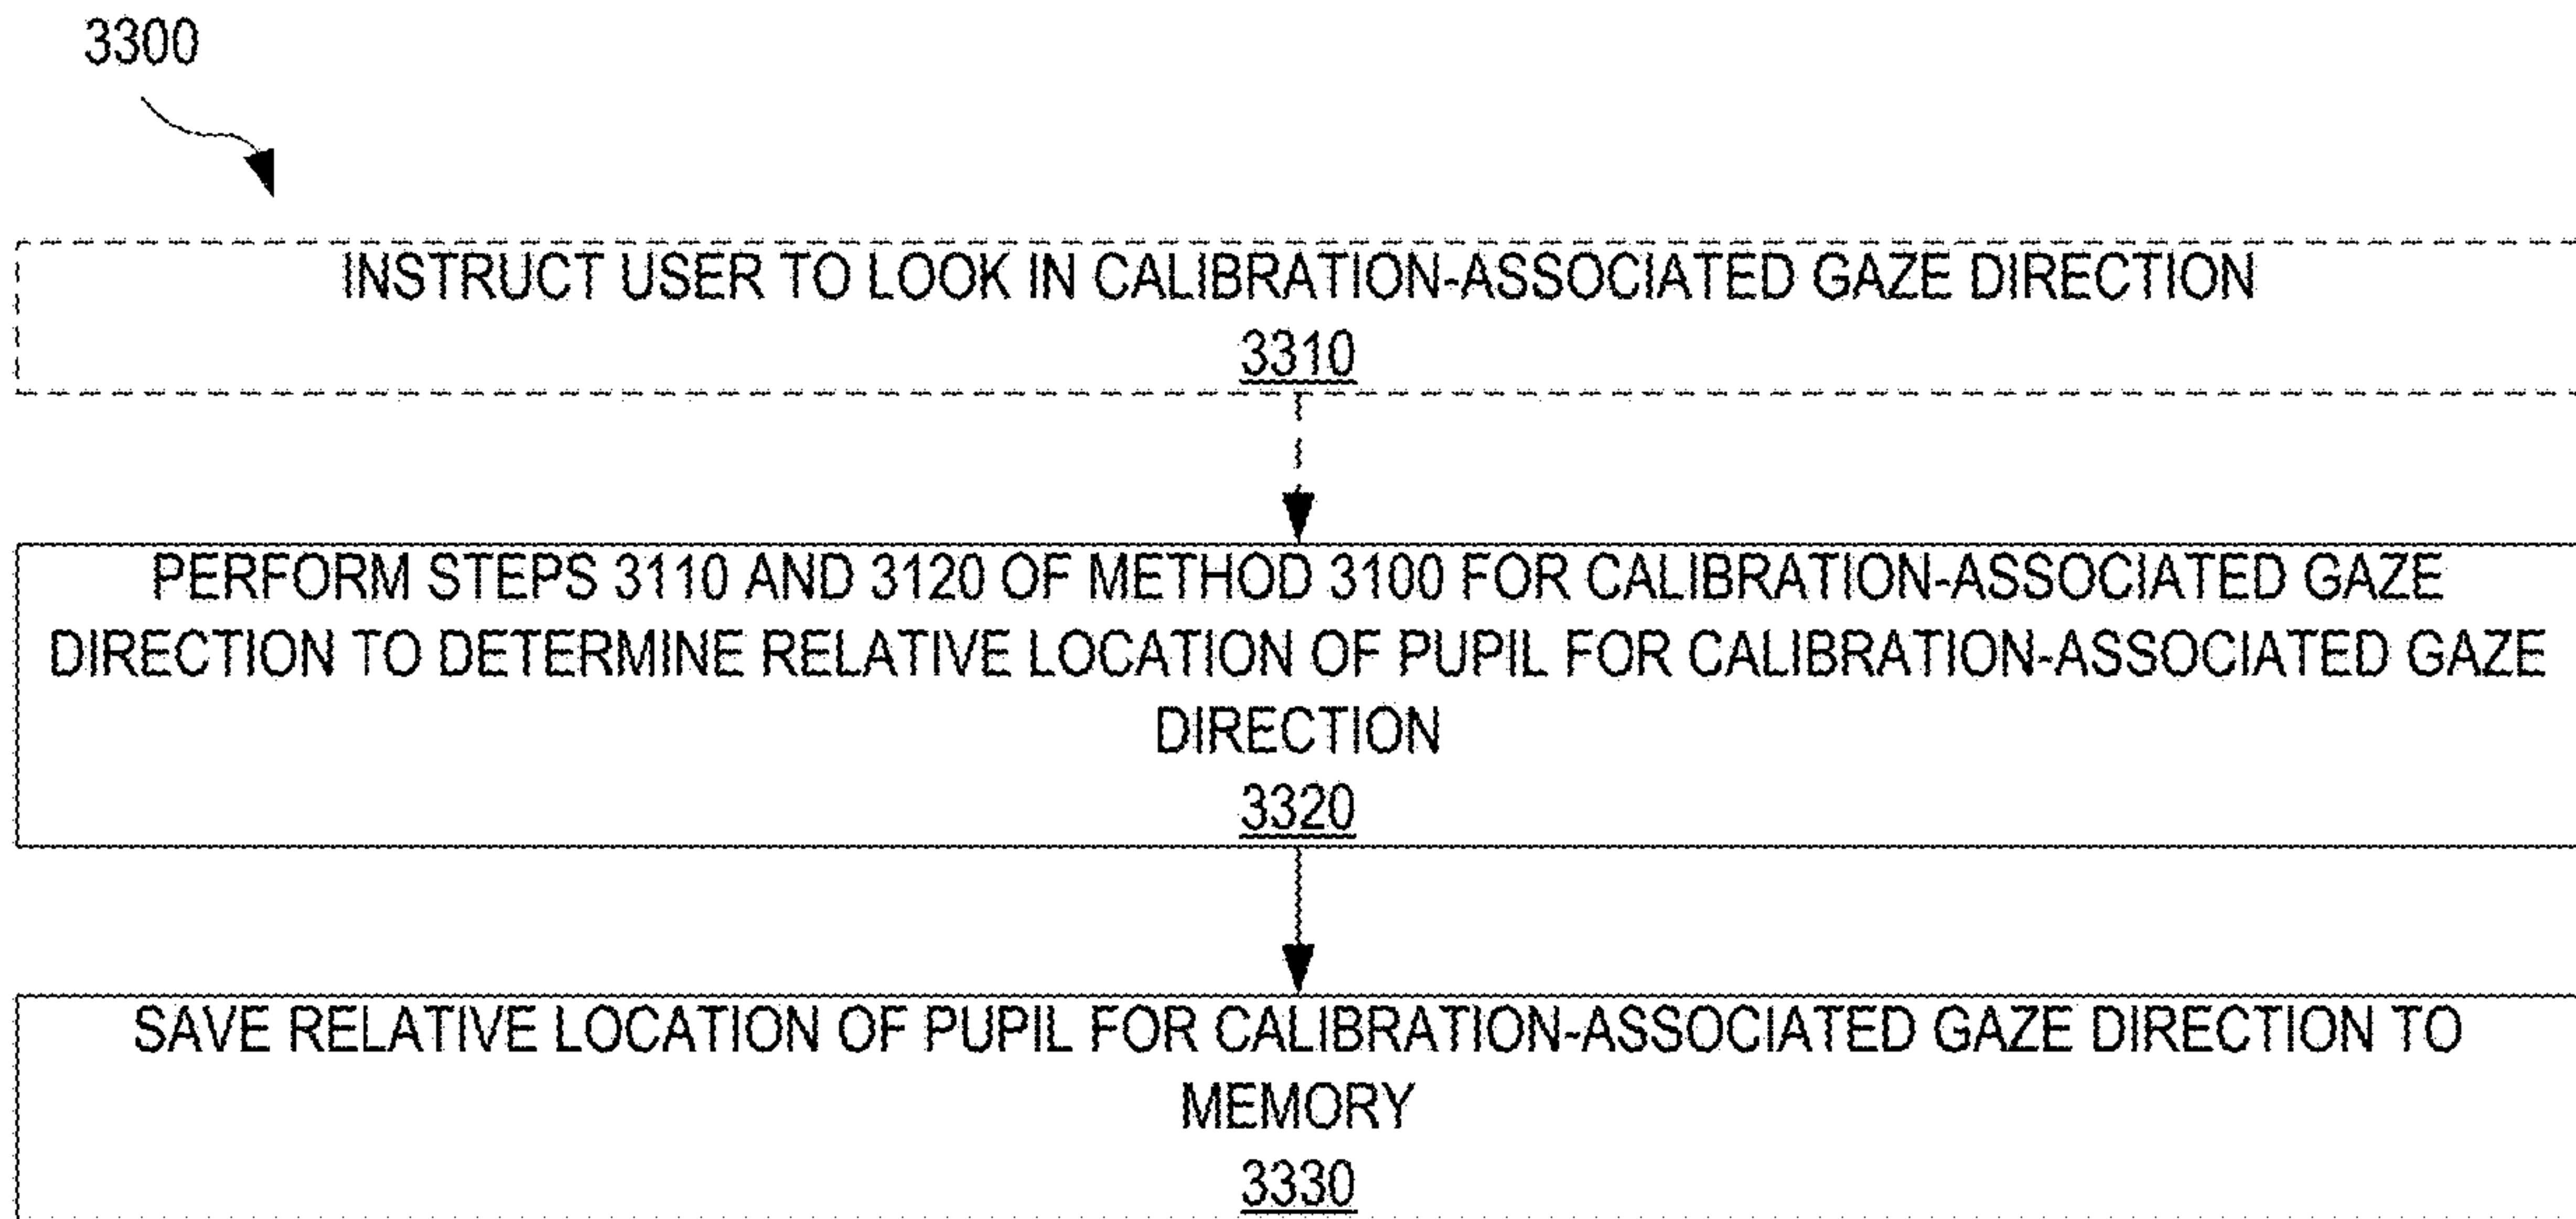 3300
INSTRUCT USER TO LOOK IN CALIBRATION-ASSOCIATED GAZE DIRECTION
3310
PERFORM STEPS 3110 AND 3120 OF METHOD 3100 FOR CALIBRATION-ASSOCIATED GAZE
DIRECTION TO DETERMINE RELATIVE LOCATION OF PUPIL FOR CALIBRATION-ASSOCIATED GAZE
DIRECTION
3320
SAVE RELATIVE LOCATION OF PUPIL FOR CALIBRATION-ASSOCIATED GAZE DIRECTION TO
MEMORY
3330